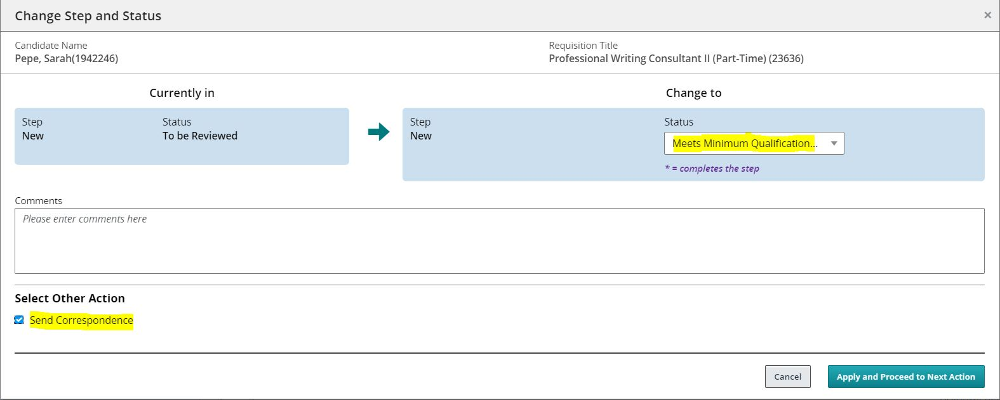 Change Step and Status ×
Candidate Name Requisition Title
Pepe, Sarah(1942246) Professional Writing Consultant II (Part-Time) (23636)
Currently in Change to
Step Status Step Status
New To be Reviewed New
Meets Minimum Qualification...
* = completes the step
Comments
Please enter comments here
Select Other Action
Send Correspondence
Cancel Apply and Proceed to Next Action